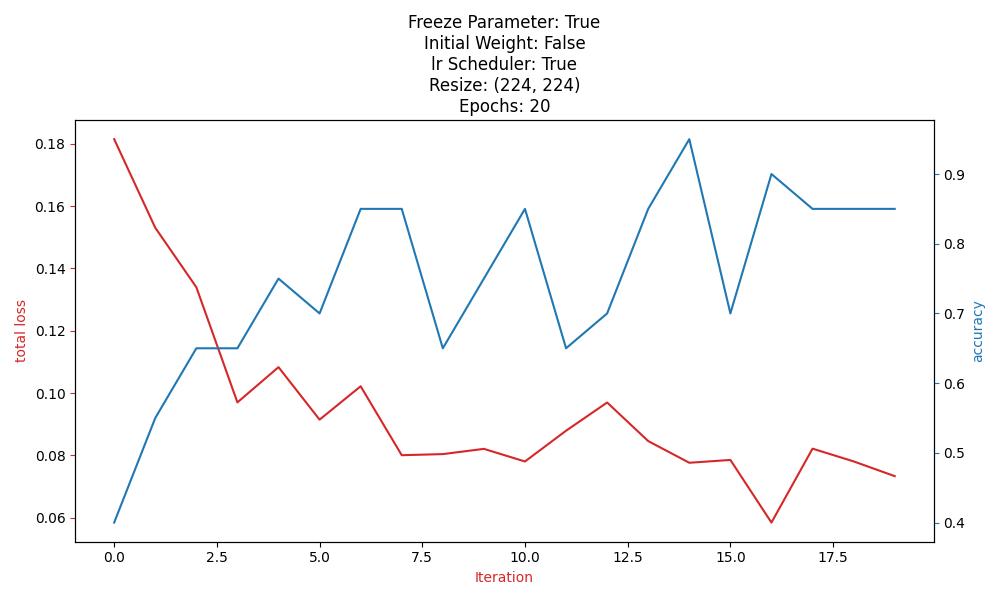 Freeze Parameter: True
Initial Weight: False
lr Scheduler: True
Resize: (224, 224)
Epochs: 20
0.18
0.16
0.14
0.12
0.10
0.08
0.06
total loss
0.9
0.8
0.7
0.6
0.5
0.4
accuracy
0.0 2.5 5.0 7.5 10.0 12.5 15.0 17.5
Iteration